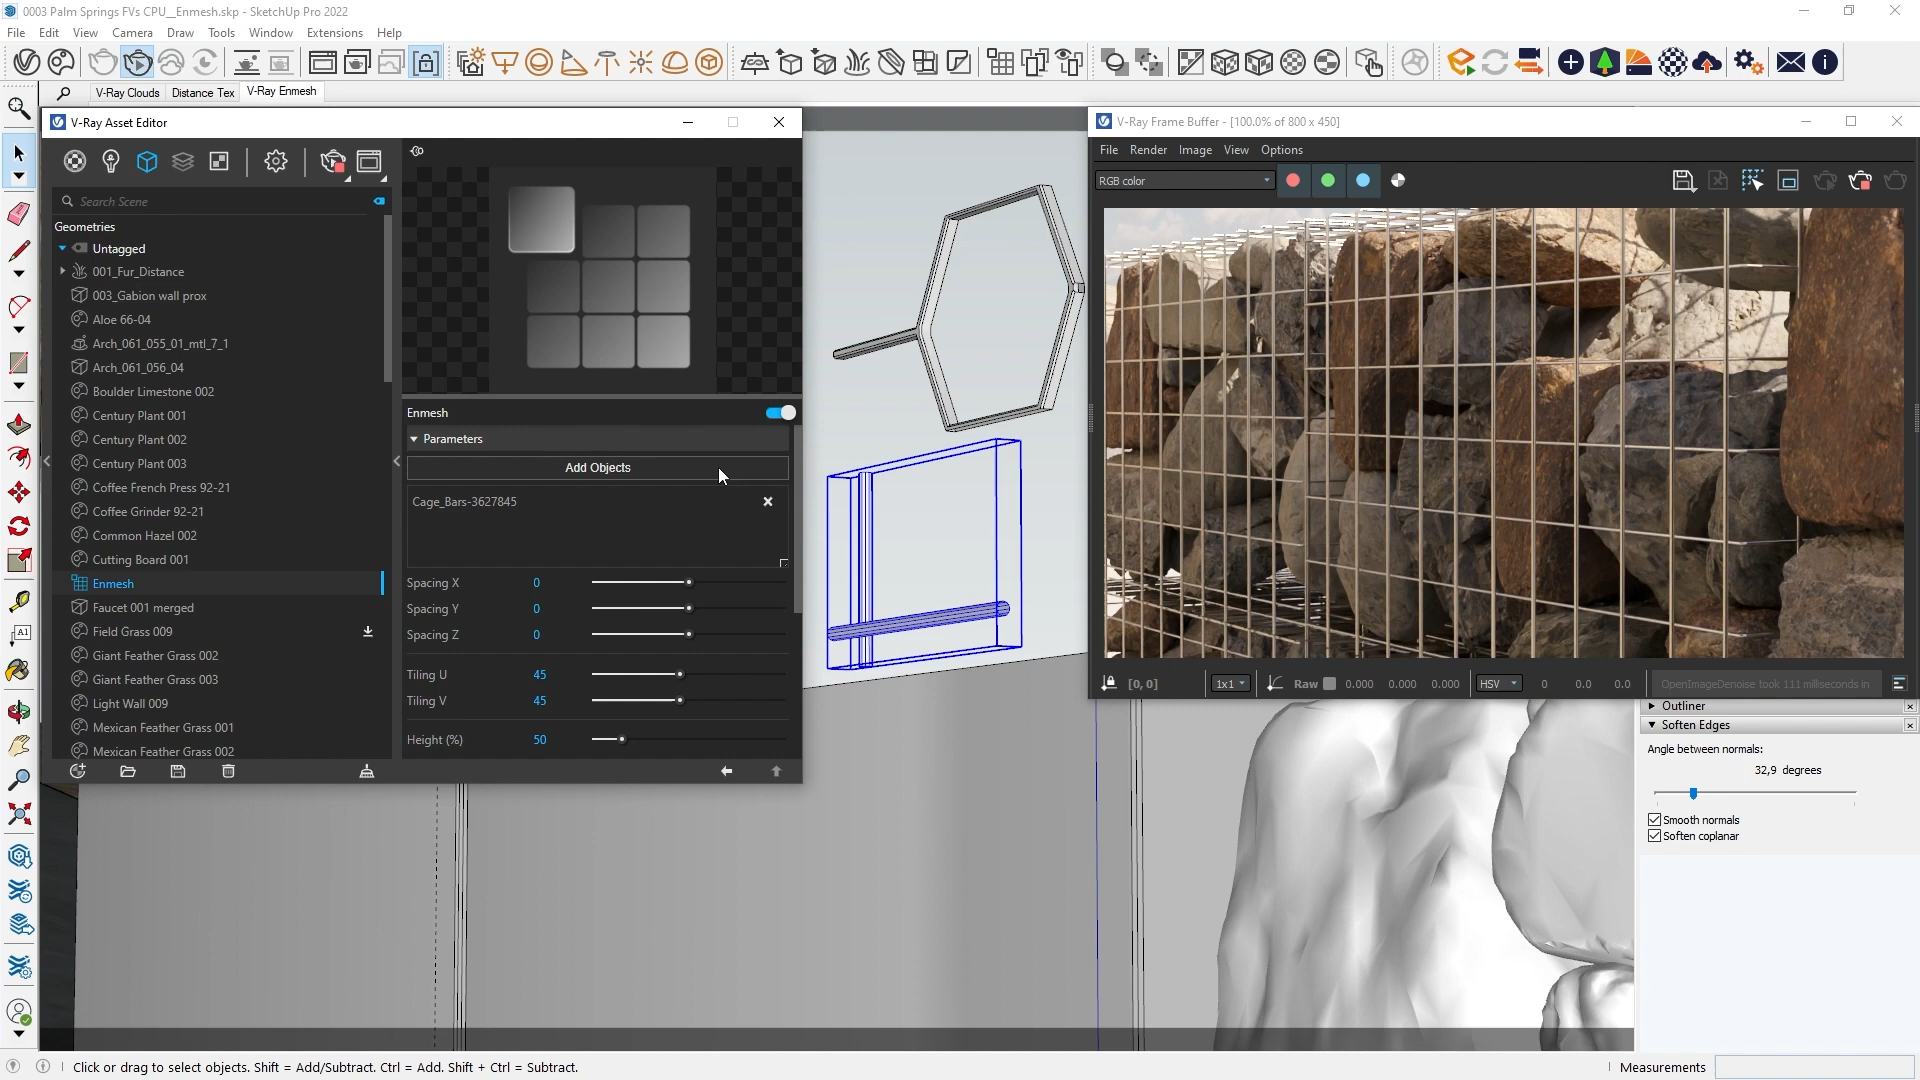 0003 Palm Springs FVs CPU__Enmesh.skp - SketchUp Pro 2022
File Edit View Camera Draw Tools Window Extensions Help
V-Ray Clouds Distance Tex V-Ray Enmesh
V-Ray Asset Editor
Search Scene
Geometries
Untagged
001_Fur_Distance
003_Gabion wall prox
Aloe 66-04
Arch_061_055_01_mtl_7_1
Arch_061_056_04
Boulder Limestone 002
Century Plant 001
Century Plant 002
Century Plant 003
Coffee French Press 92-21
Coffee Grinder 92-21
Common Hazel 002
Cutting Board 001
Enmesh
Faucet 001 merged
Field Grass 009
Giant Feather Grass 002
Giant Feather Grass 003
Light Wall 009
Mexican Feather Grass 001
Mexican Feather Grass 002
Enmesh
Parameters
Add Objects
Cage_Bars-3627845
Spacing X 0
Spacing Y 0
Spacing Z 0
Tiling U 45
Tiling V 45
Height (%) 50
V-Ray Frame Buffer - [100.0% of 800 x 450]
File Render Image View Options
RGB color
[0, 0] 1x1 Raw 0.000 0.000 0.000 HSV 0 0.0 0.0 OpenImageDenoise took 111 milliseconds in
Outliner
Soften Edges
Angle between normals:
32,9 degrees
Smooth normals
Soften coplanar
A1
Click or drag to select objects. Shift = Add/Subtract. Ctrl = Add. Shift + Ctrl = Subtract.
Measurements